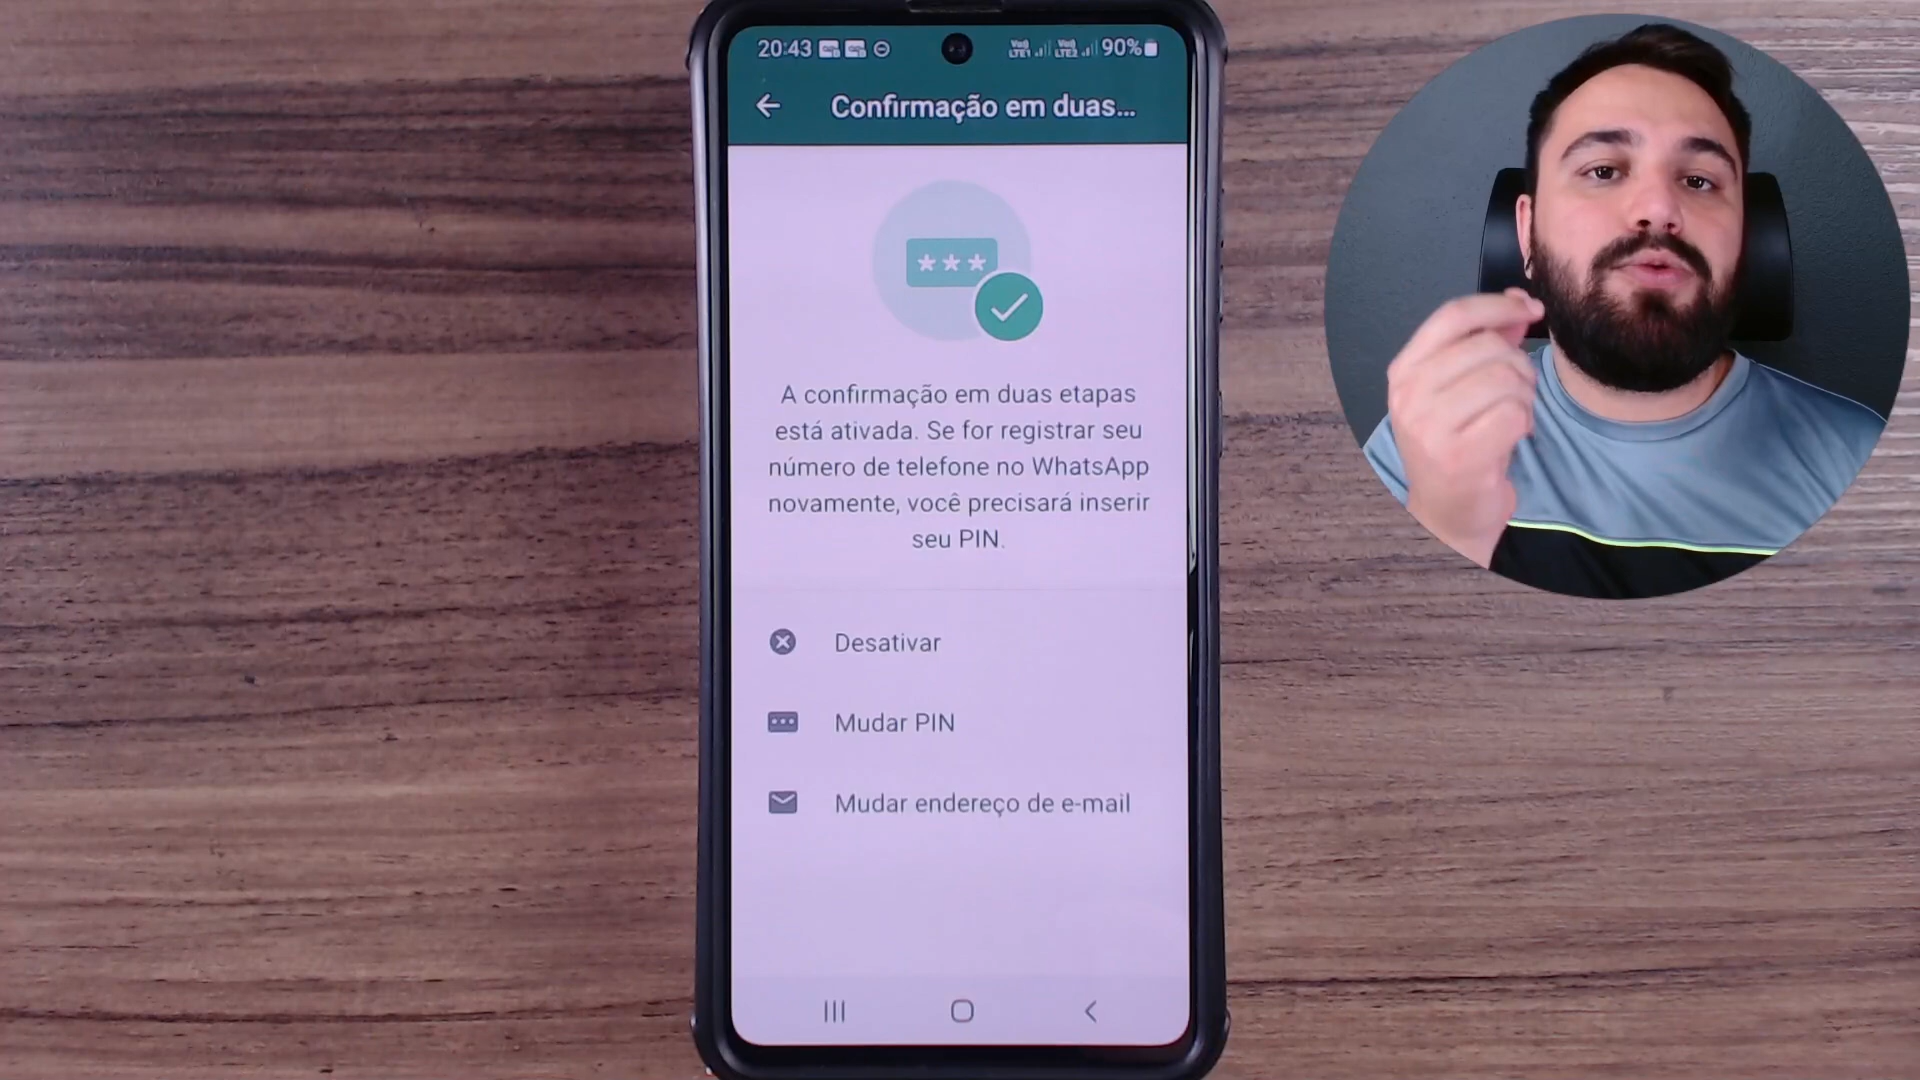 20:43
90%
Confirmação em duas...
***
A confirmação em duas etapas
está ativada. Se for registrar seu
número de telefone no WhatsApp
novamente, você precisará inserir
seu PIN.
Desativar
Mudar PIN
Mudar endereço de e-mail